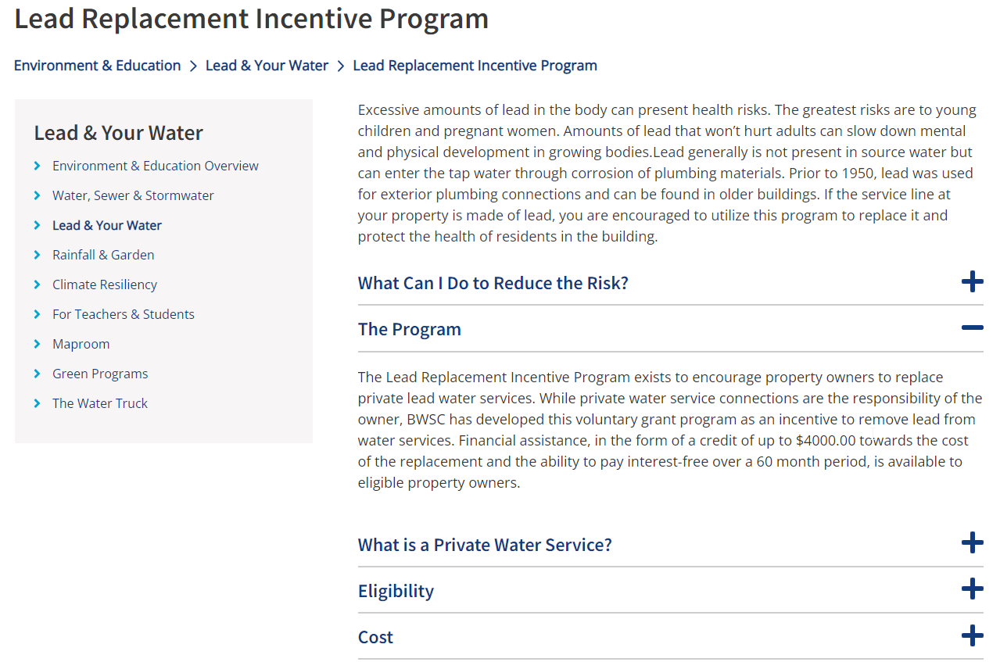 Lead Replacement Incentive Program
Environment & Education > Lead & Your Water > Lead Replacement Incentive Program
Lead & Your Water
Environment & Education Overview
Water, Sewer & Stormwater
Lead & Your Water
Rainfall & Garden
Climate Resiliency
For Teachers & Students
Maproom
Green Programs
The Water Truck
Excessive amounts of lead in the body can present health risks. The greatest risks are to young
children and pregnant women. Amounts of lead that won’t hurt adults can slow down mental
and physical development in growing bodies.Lead generally is not present in source water but
can enter the tap water through corrosion of plumbing materials. Prior to 1950, lead was used
for exterior plumbing connections and can be found in older buildings. If the service line at
your property is made of lead, you are encouraged to utilize this program to replace it and
protect the health of residents in the building.
What Can I Do to Reduce the Risk?
The Program
The Lead Replacement Incentive Program exists to encourage property owners to replace
private lead water services. While private water service connections are the responsibility of the
owner, BWSC has developed this voluntary grant program as an incentive to remove lead from
water services. Financial assistance, in the form of a credit of up to $4000.00 towards the cost
of the replacement and the ability to pay interest-free over a 60 month period, is available to
eligible property owners.
What is a Private Water Service?
Eligibility
Cost